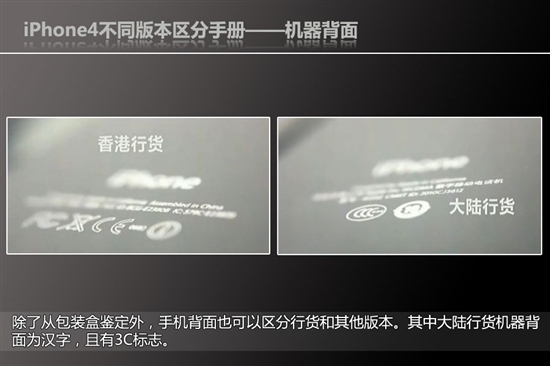 iPhone4不同版本区分手册——机器背面
香港行货
iPhone
Assembled in China
iPhone
大陆行货
除了从包装盒鉴定外，手机背面也可以区分行货和其他版本。其中大陆行货机器背
面为汉字，且有3C标志。